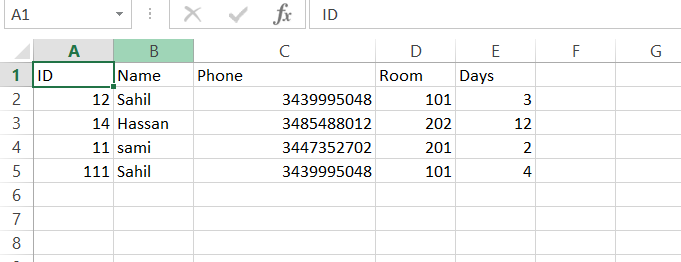 A1 fx ID
A B C D E F G
1 ID Name Phone Room Days
2 12 Sahil 3439995048 101 3
3 14 Hassan 3485488012 202 12
4 11 sami 3447352702 201 2
5 111 Sahil 3439995048 101 4
6
7
8